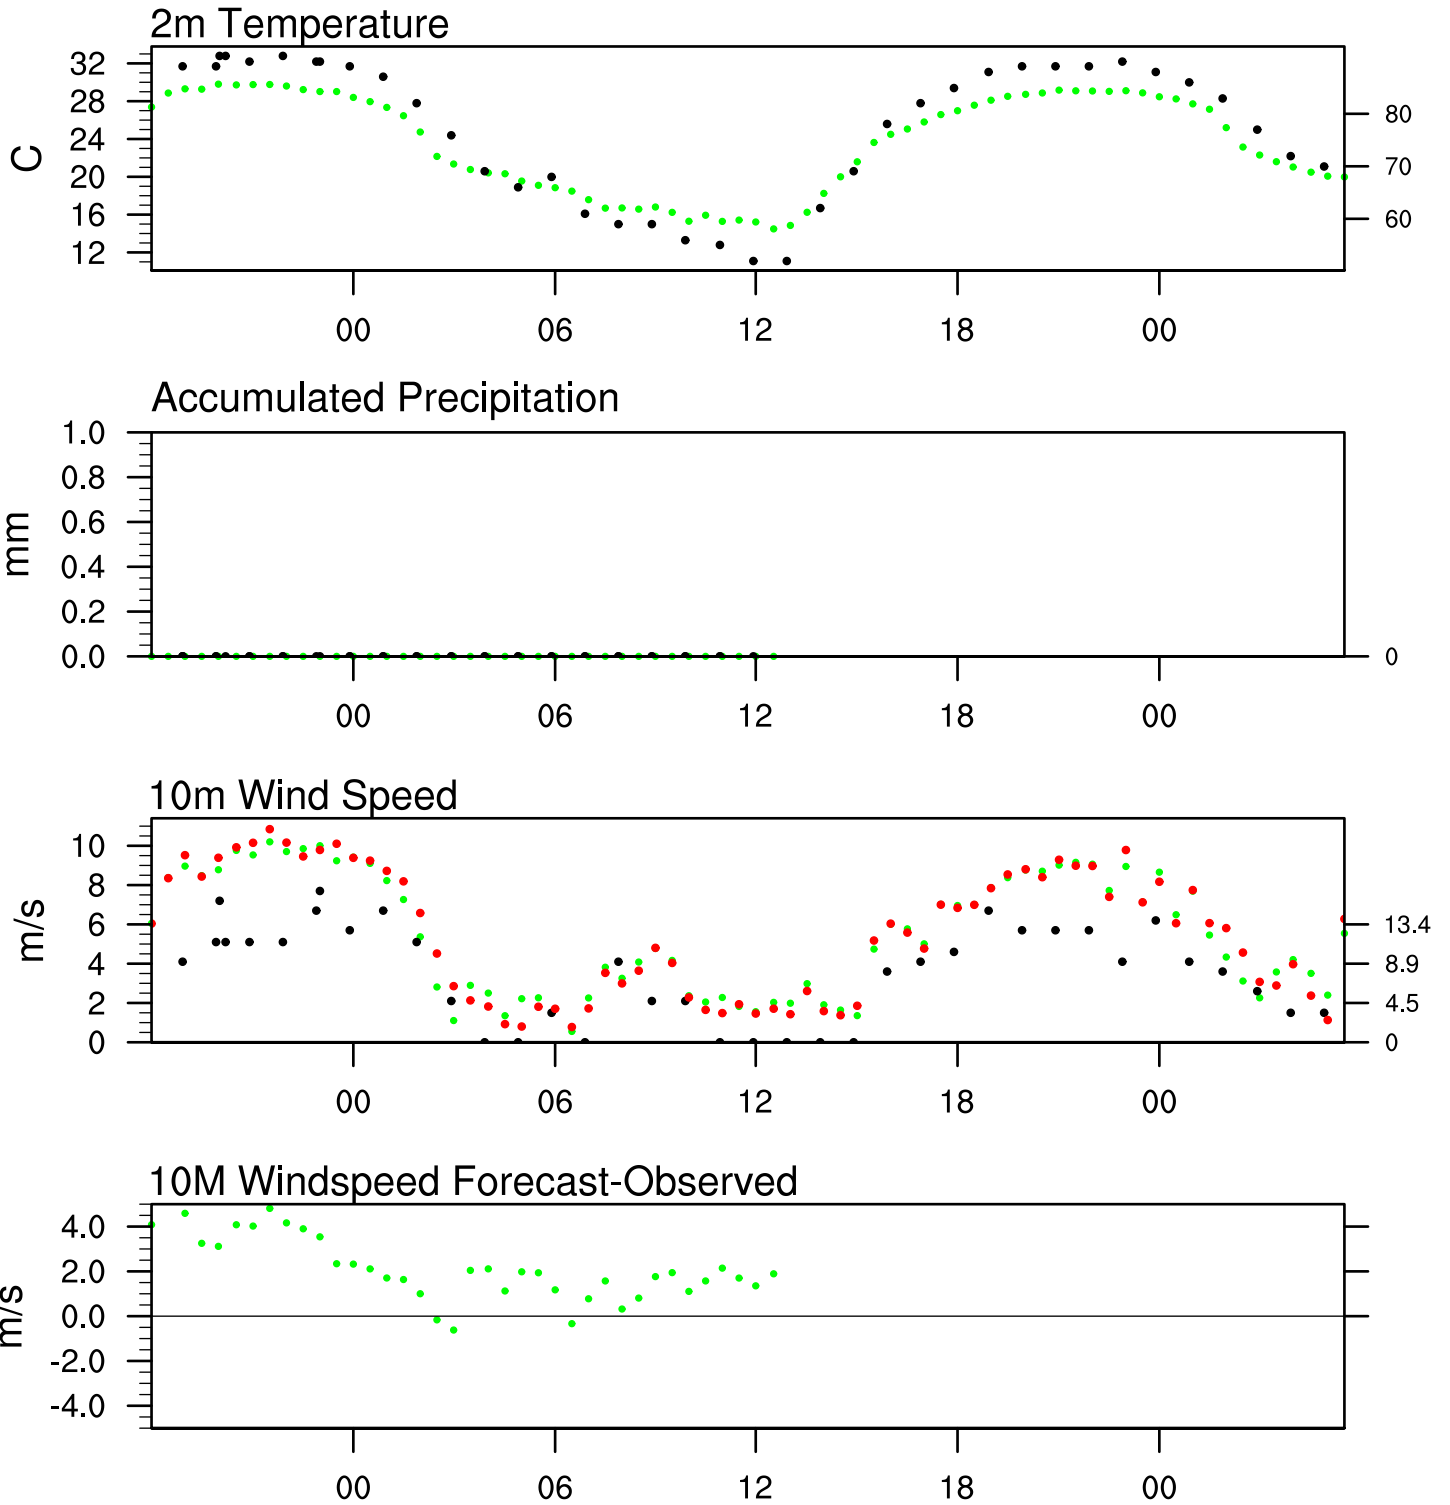 2m Temperature
C
32
28
24
20
16
12
80
70
60
00 06 12 18 00
Accumulated Precipitation
mm
1.0
0.8
0.6
0.4
0.2
0.0
0
00 06 12 18 00
10m Wind Speed
m/s
10
8
6
4
2
0
13.4
8.9
4.5
0
00 06 12 18 00
10M Windspeed Forecast-Observed
m/s
4.0
2.0
0.0
-2.0
-4.0
00 06 12 18 00